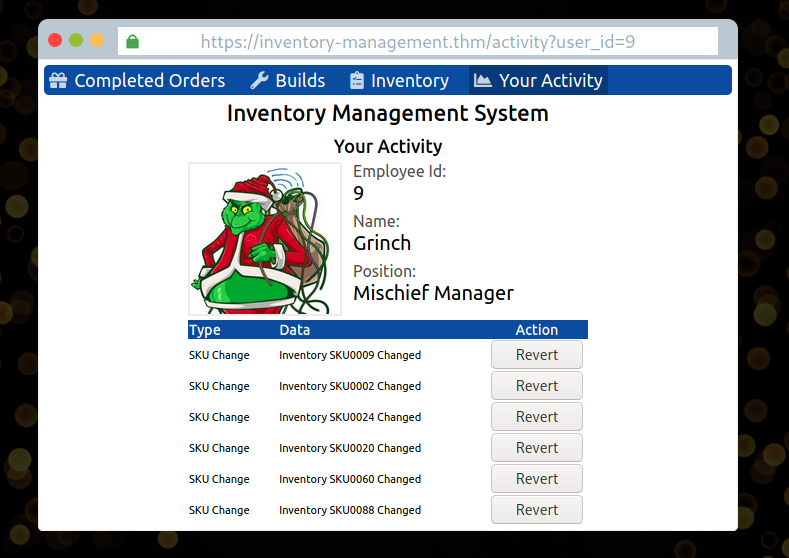 https://inventory-management.thm/activity?user_id=9
Completed Orders Builds Inventory Your Activity
Inventory Management System
Your Activity
Employee Id:
9
Name:
Grinch
Position:
Mischief Manager
Type Data Action
SKU Change Inventory SKU0009 Changed Revert
SKU Change Inventory SKU0002 Changed Revert
SKU Change Inventory SKU0024 Changed Revert
SKU Change Inventory SKU0020 Changed Revert
SKU Change Inventory SKU0060 Changed Revert
SKU Change Inventory SKU0088 Changed Revert